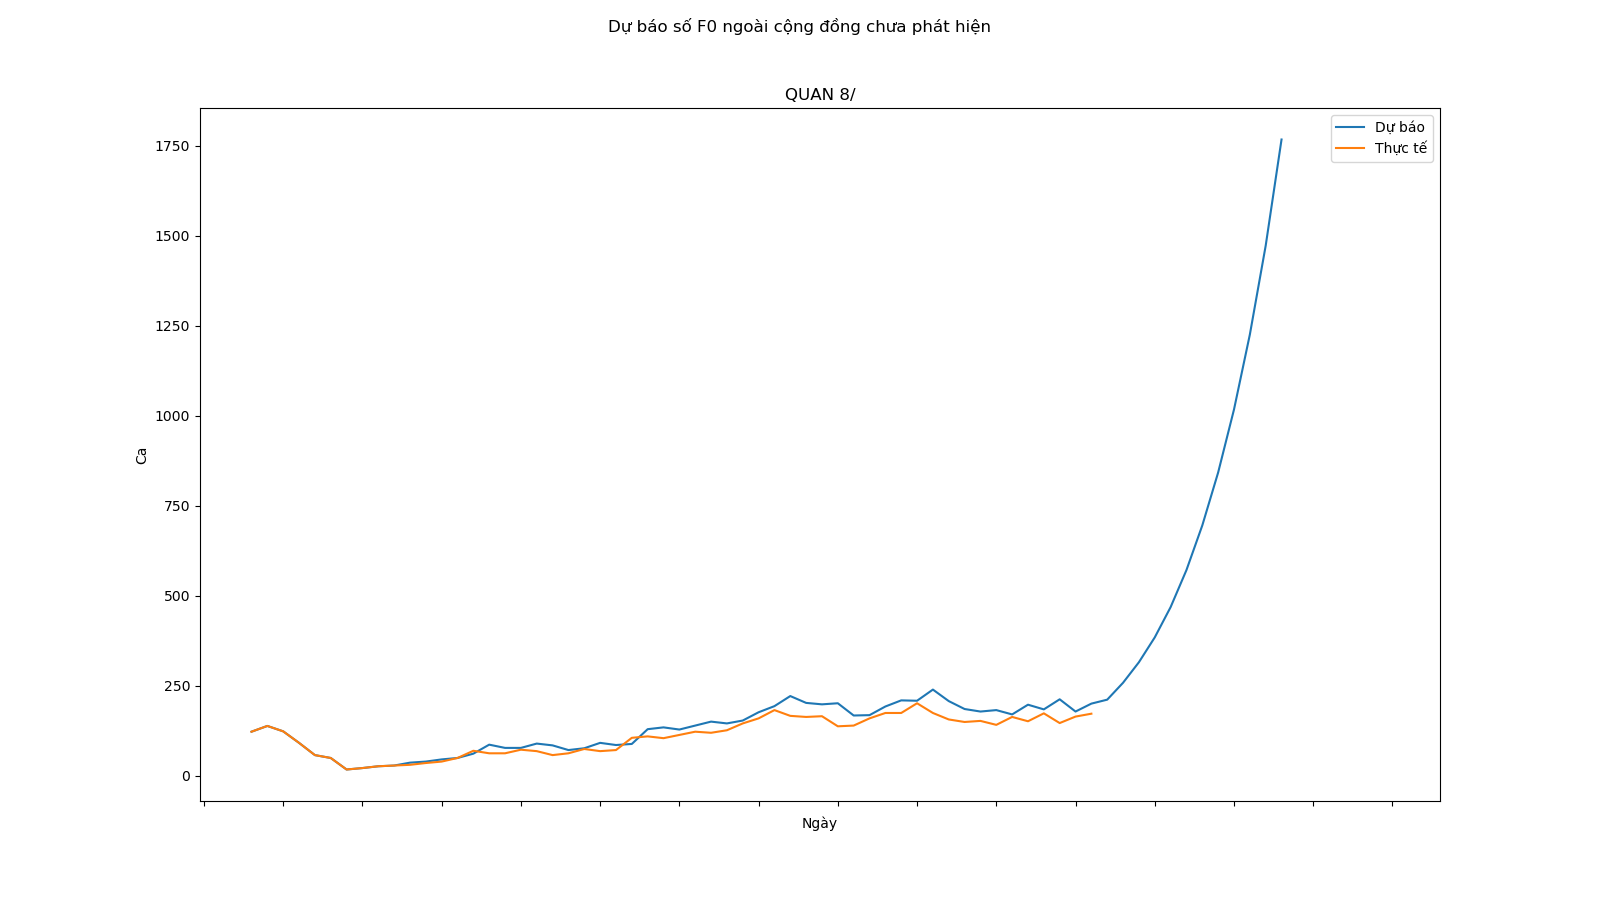 Dự báo số F0 ngoài cộng đồng chưa phát hiện
QUAN 8/
Dự báo
Thực tế
1750
1500
1250
1000
750
500
250
0
Ca
Ngày